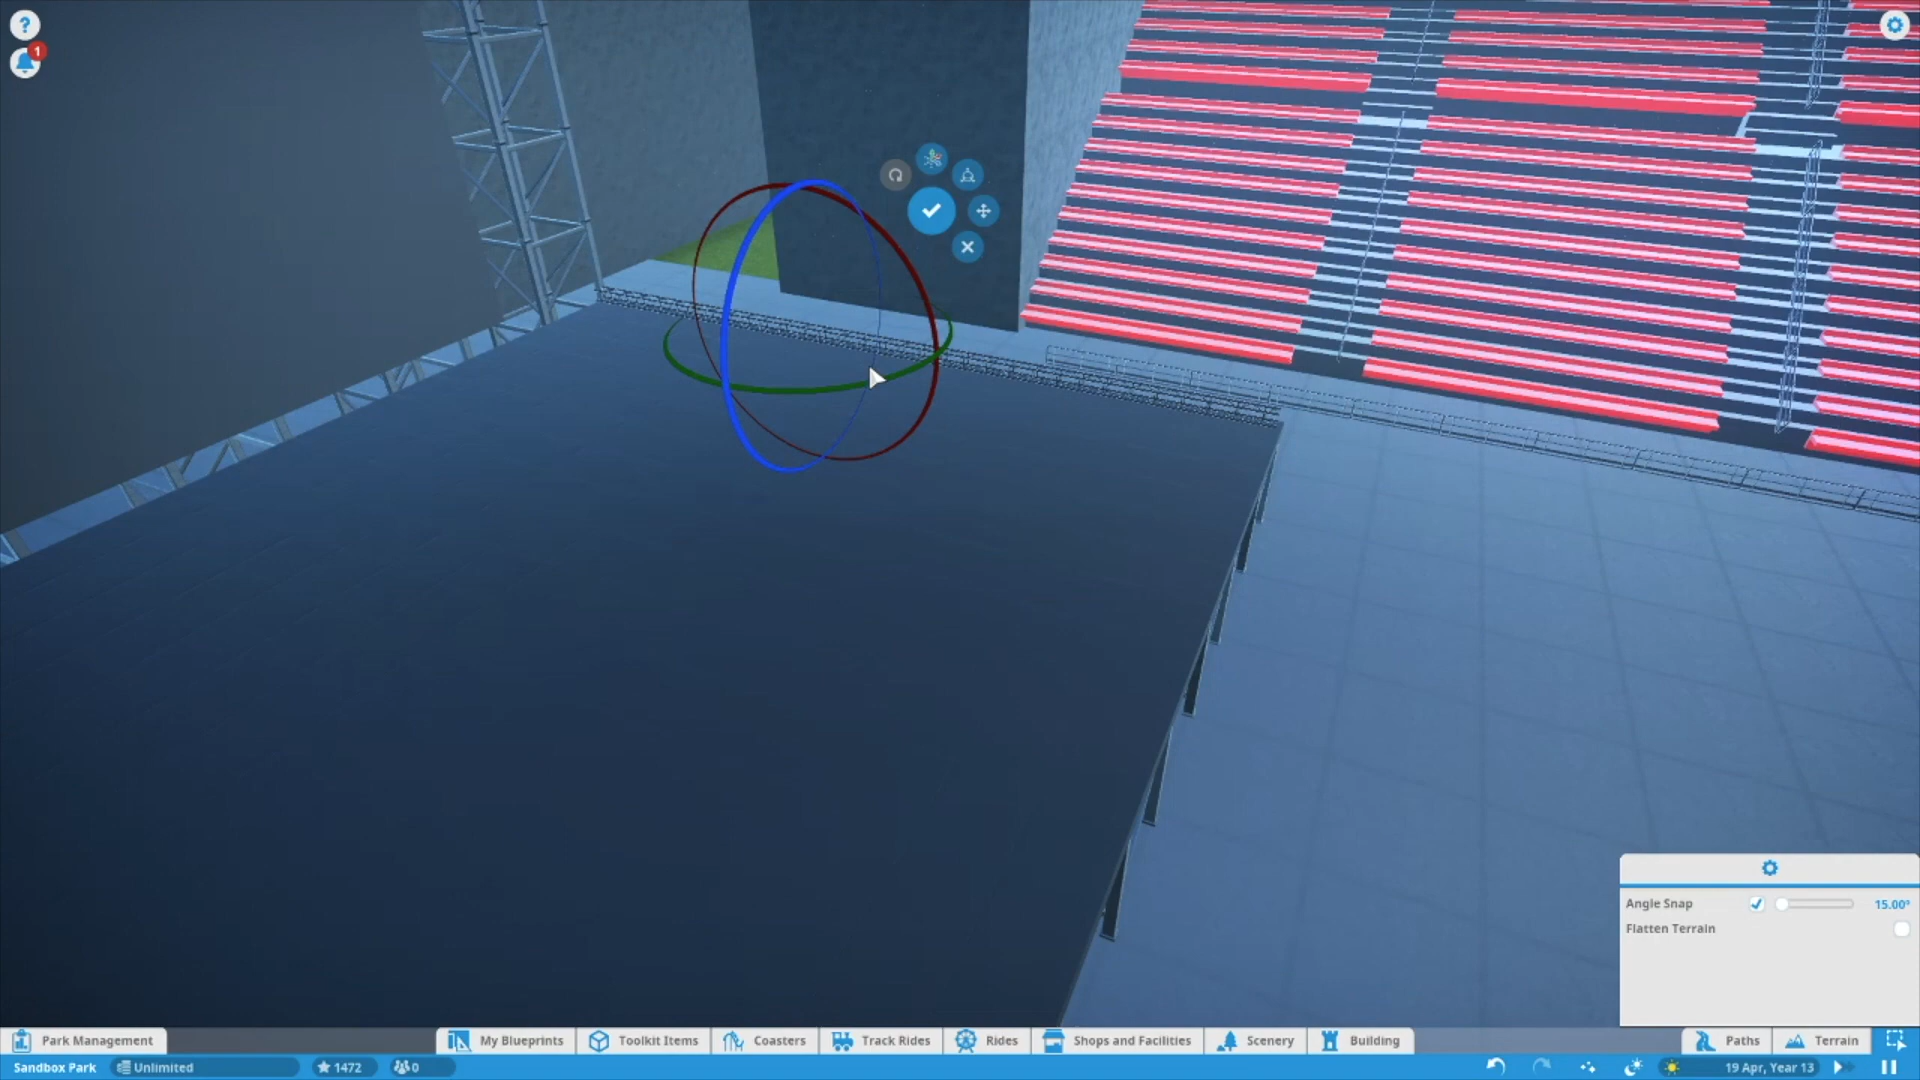 ?
1
Angle Snap 15.00°
Flatten Terrain
Park Management
My Blueprints
Toolkit Items
Coasters
Track Rides
Rides
Shops and Facilities
Scenery
Building
Paths
Terrain
Sandbox Park
Unlimited
1472
0
19 Apr, Year 13